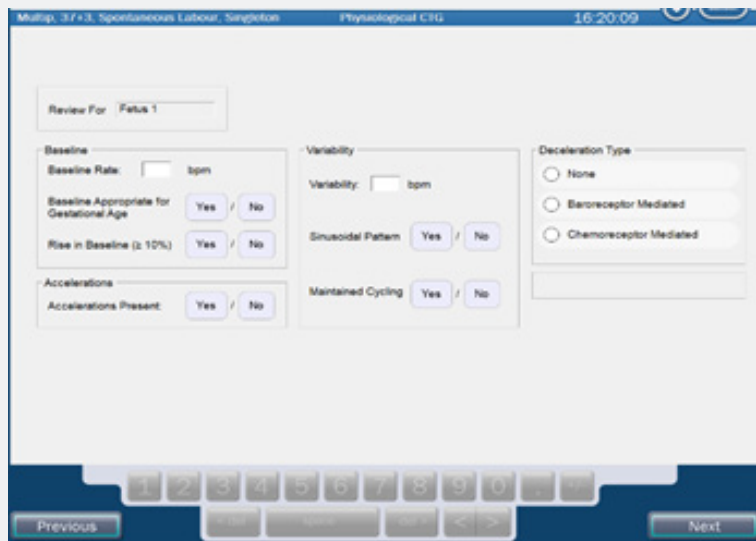 Multip, 37+3, Spontaneous Labour, Singleton Physiological CTG 16:20:09
Review For Fetus 1
Baseline
Baseline Rate: bpm
Baseline Appropriate for
Gestational Age Yes / No
Rise in Baseline (≥ 10%) Yes / No
Accelerations
Accelerations Present: Yes / No
Variability
Variability: bpm
Sinusoidal Pattern Yes / No
Maintained Cycling Yes / No
Deceleration Type
None
Baroreceptor Mediated
Chemoreceptor Mediated
1 2 3 4 5 6 7 8 9 0 .
< del space del > < >
Previous Next